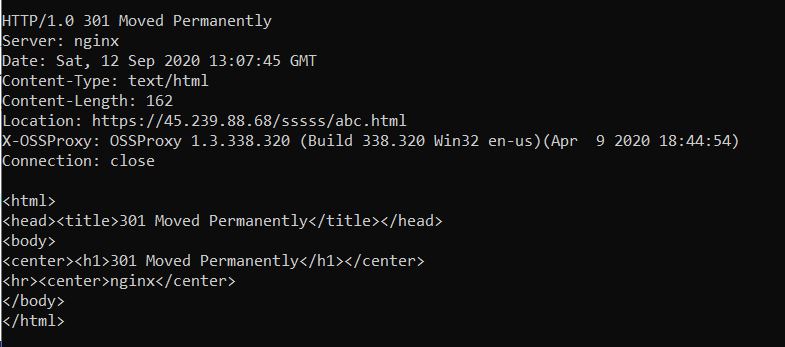 HTTP/1.0 301 Moved Permanently
Server: nginx
Date: Sat, 12 Sep 2020 13:07:45 GMT
Content-Type: text/html
Content-Length: 162
Location: https://45.239.88.68/sssss/abc.html
X-OSSProxy: OSSProxy 1.3.338.320 (Build 338.320 Win32 en-us)(Apr  9 2020 18:44:54)
Connection: close

<html>
<head><title>301 Moved Permanently</title></head>
<body>
<center><h1>301 Moved Permanently</h1></center>
<hr><center>nginx</center>
</body>
</html>